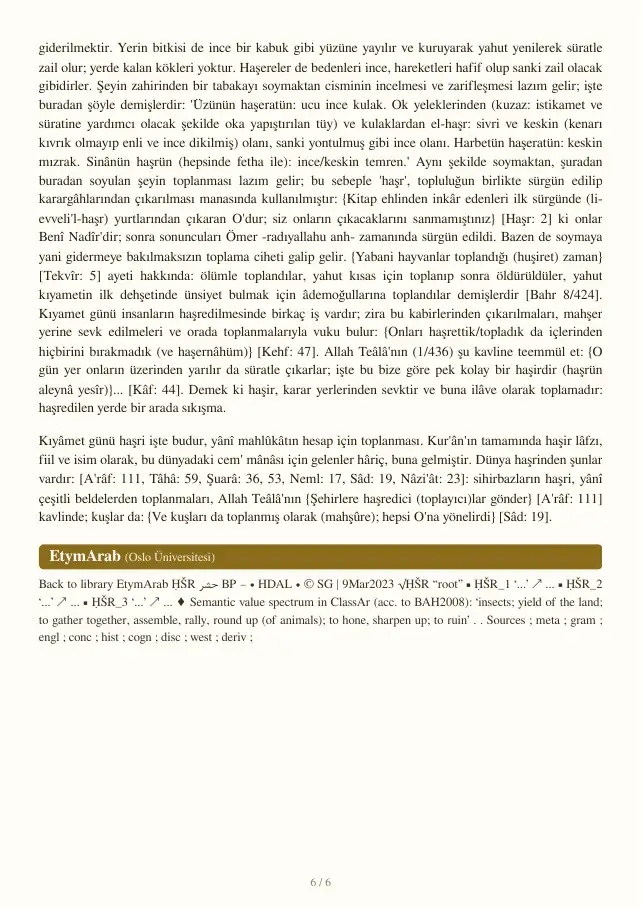 giderilmektir. Yerin bitkisi de ince bir kabuk gibi yüzüne yayılır ve kuruyarak yahut yenilerek süratle
zail olur; yerde kalan kökleri yoktur. Haşereler de bedenleri ince, hareketleri hafif olup sanki zail olacak
gibidirler. Şeyin zahirinden bir tabakayı soymaktan cisminin incelmesi ve zarifleşmesi lazım gelir; işte
buradan şöyle demişlerdir: 'Üzünün haşeratün: ucu ince kulak. Ok yeleklerinden (kuzaz: istikamet ve
süratine yardımcı olacak şekilde oka yapıştırılan tüy) ve kulaklardan el-haşr: sivri ve keskin (kenarı
kıvrık olmayıp enli ve ince dikilmiş) olanı, sanki yontulmuş gibi ince olanı. Harbetün haşeratün: keskin
mızrak. Sinânün haşrün (hepsinde fetha ile): ince/keskin temren.' Aynı şekilde soymaktan, şuradan
buradan soyulan şeyin toplanması lazım gelir; bu sebeple 'haşr', topluluğun birlikte sürgün edilip
karargâhlarından çıkarılması manasında kullanılmıştır: {Kitap ehlinden inkâr edenleri ilk sürgünde (li-
evveli'l-haşr) yurtlarından çıkaran O'dur; siz onların çıkacaklarını sanmamıştınız} [Haşr: 2] ki onlar
Benî Nadîr'dir; sonra sonuncuları Ömer -radıyallahu anh- zamanında sürgün edildi. Bazen de soymaya
yani gidermeye bakılmaksızın toplama ciheti galip gelir. {Yabani hayvanlar toplandığı (huşiret) zaman}
[Tekvîr: 5] ayeti hakkında: ölümle toplandılar, yahut kısas için toplanıp sonra öldürüldüler, yahut
kıyametin ilk dehşetinde ünsiyet bulmak için âdemoğullarına toplandılar demişlerdir [Bahr 8/424].
Kıyamet günü insanların haşredilmesinde birkaç iş vardır; zira bu kabirlerinden çıkarılmaları, mahşer
yerine sevk edilmeleri ve orada toplanmalarıyla vuku bulur: {Onları haşrettik/topladık da içlerinden
hiçbirini bırakmadık (ve haşernâhüm)} [Kehf: 47]. Allah Teâlâ'nın (1/436) şu kavline teemmül et: {O
gün yer onların üzerinden yarılır da süratle çıkarlar; işte bu bize göre pek kolay bir haşirdir (haşrün
aleynâ yesîr)}... [Kâf: 44]. Demek ki haşir, karar yerlerinden sevktir ve buna ilâve olarak toplamadır:
haşredilen yerde bir arada sıkışma.
Kıyâmet günü haşri işte budur, yânî mahlûkâtın hesap için toplanması. Kur'ân'ın tamamında haşir lâfzı,
fiil ve isim olarak, bu dünyadaki cem' mânâsı için gelenler hâriç, buna gelmiştir. Dünya haşrinden şunlar
vardır: [A'râf: 111, Tâhâ: 59, Şuarâ: 36, 53, Neml: 17, Sâd: 19, Nâzi'ât: 23]: sihirbazların haşri, yânî
çeşitli beldelerden toplanmaları, Allah Teâlâ'nın {Şehirlere haşredici (toplayıcı)lar gönder} [A'râf: 111]
kavlinde; kuşlar da: {Ve kuşları da toplanmış olarak (mahşûre); hepsi O'na yönelirdi} [Sâd: 19].
EtymArab (Oslo Üniversitesi)
Back to library EtymArab ḤŠR حشر BP – • HDAL • © SG | 9Mar2023 √ḤŠR “root” ▪ ḤŠR_1 ‘...’ ↗ ... ▪ ḤŠR_2
‘...’ ↗ ... ▪ ḤŠR_3 ‘...’ ↗ ... ♦ Semantic value spectrum in ClassAr (acc. to BAH2008): ‘insects; yield of the land;
to gather together, assemble, rally, round up (of animals); to hone, sharpen up; to ruin’ . . Sources ; meta ; gram ;
engl ; conc ; hist ; cogn ; disc ; west ; deriv ;
6 / 6